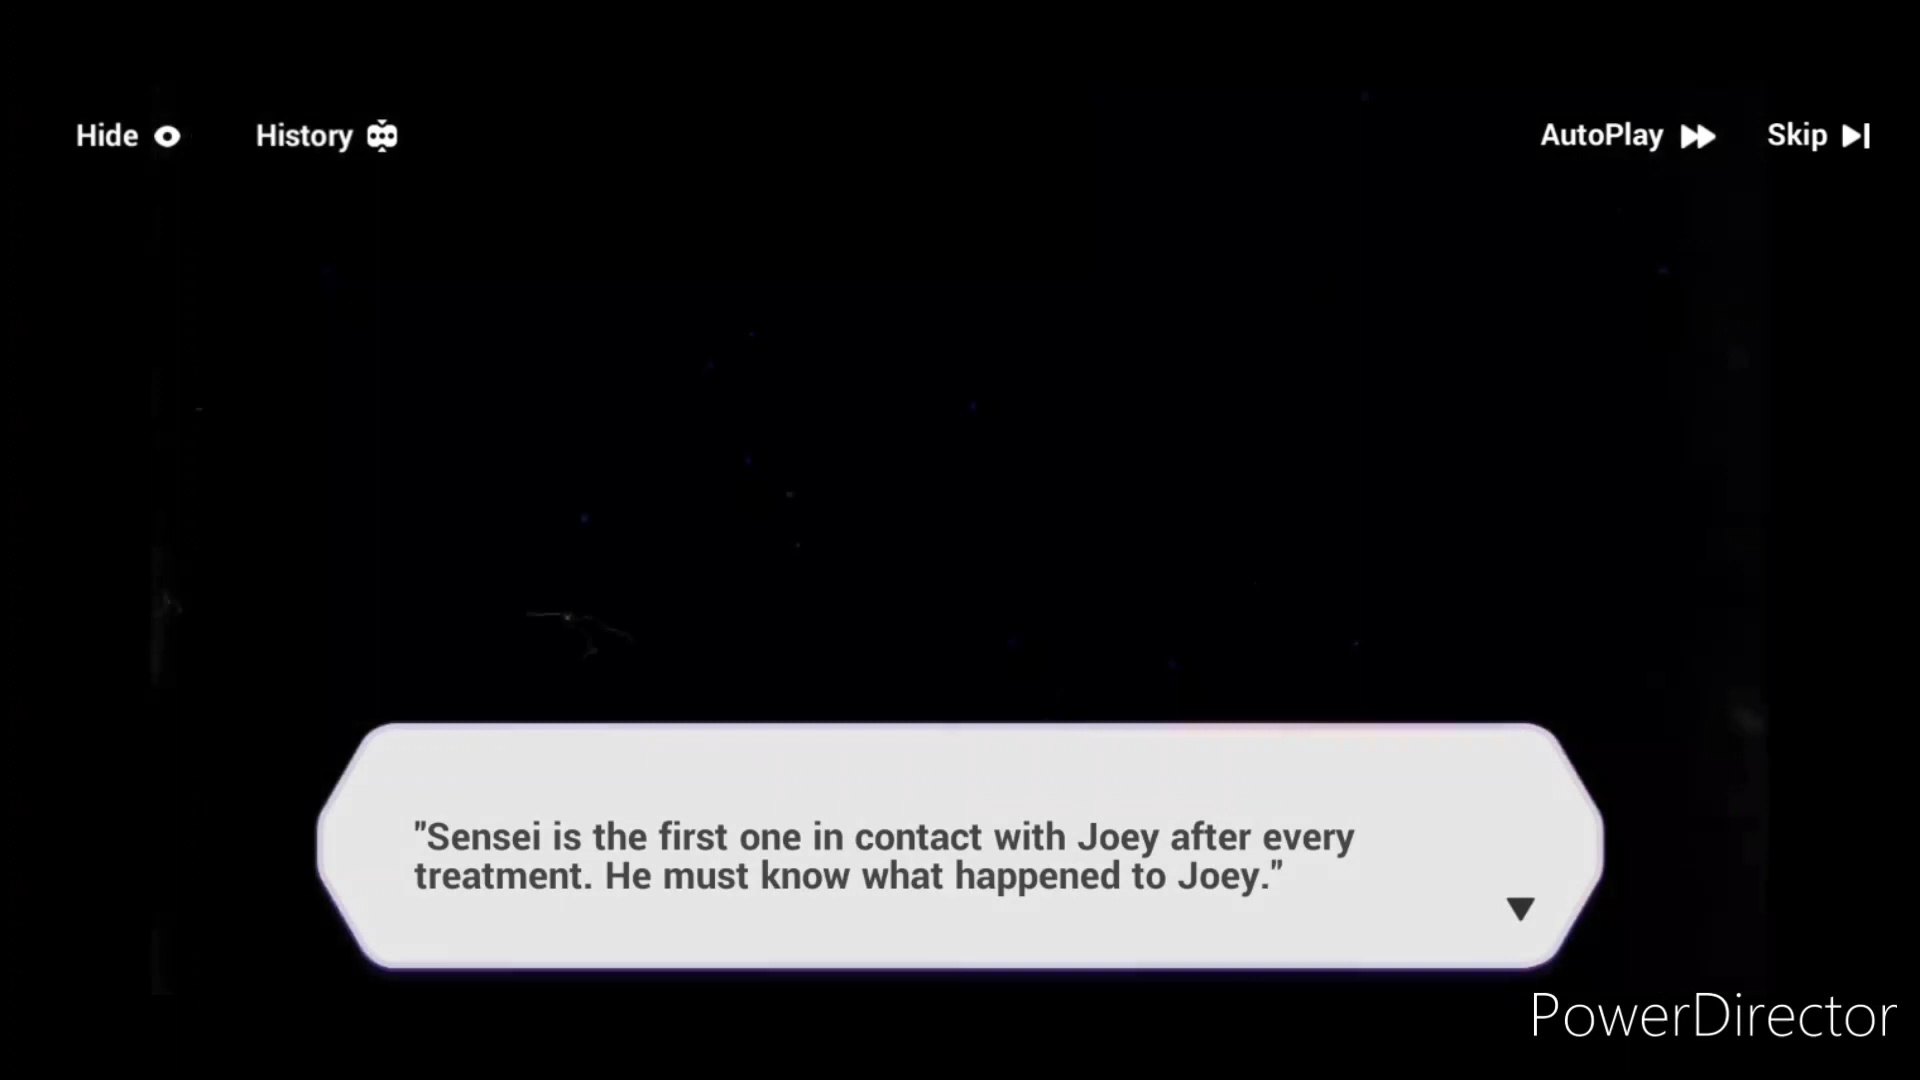 Hide
History
AutoPlay
Skip
"Sensei is the first one in contact with Joey after every
treatment. He must know what happened to Joey."
PowerDirector